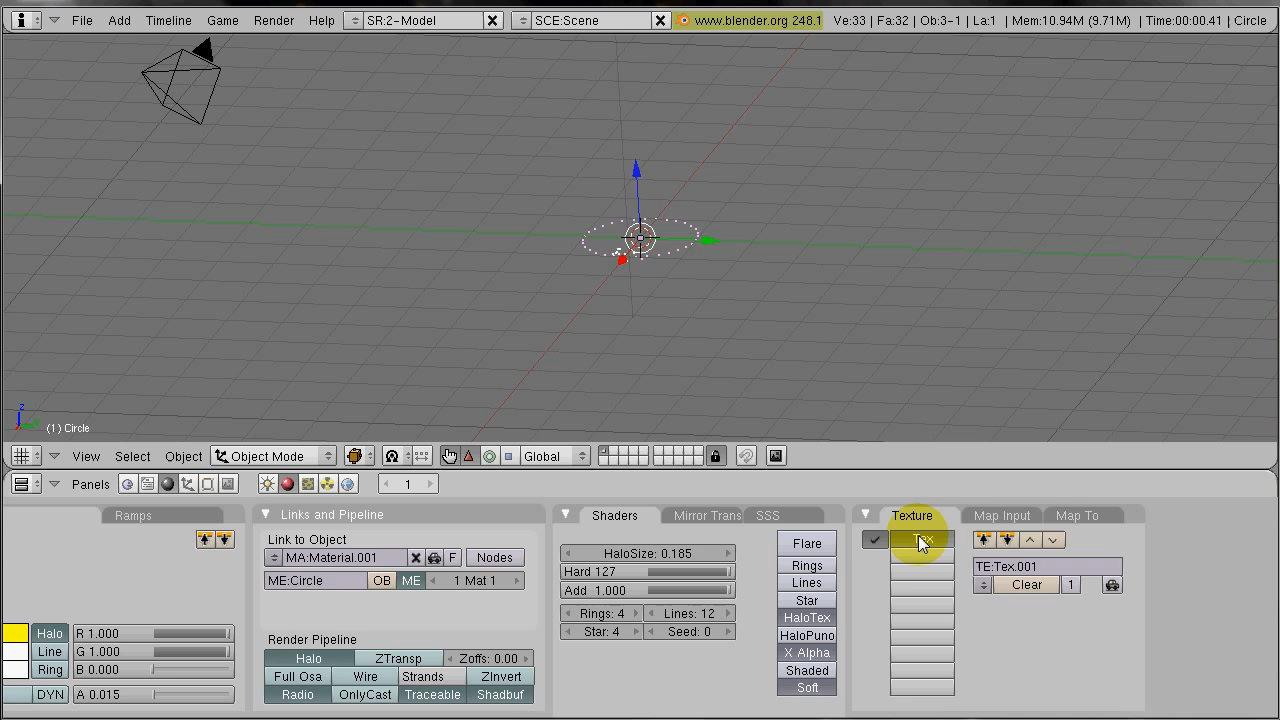 File Add Timeline Game Render Help SR:2-Model SCE:Scene www.blender.org 248.1 Ve:33 | Fa:32 | Ob:3-1 | La:1 | Mem:10.94M (9.71M) | Time:00:00.41 | Circle
z
(1) Circle
View Select Object Object Mode Global
Panels 1
Ramps Links and Pipeline Shaders Mirror Trans SSS Texture Map Input Map To
Link to Object
MA:Material.001 F Nodes
ME:Circle OB ME 1 Mat 1
Render Pipeline
Halo ZTransp Zoffs: 0.00
Full Osa Wire Strands ZInvert
Radio OnlyCast Traceable Shadbuf
Halo R 1.000
Line G 1.000
Ring B 0.000
DYN A 0.015
HaloSize: 0.185
Hard 127
Add 1.000
Rings: 4 Lines: 12
Star: 4 Seed: 0
Flare
Rings
Lines
Star
HaloTex
HaloPuno
X Alpha
Shaded
Soft
Tex
TE:Tex.001
Clear 1